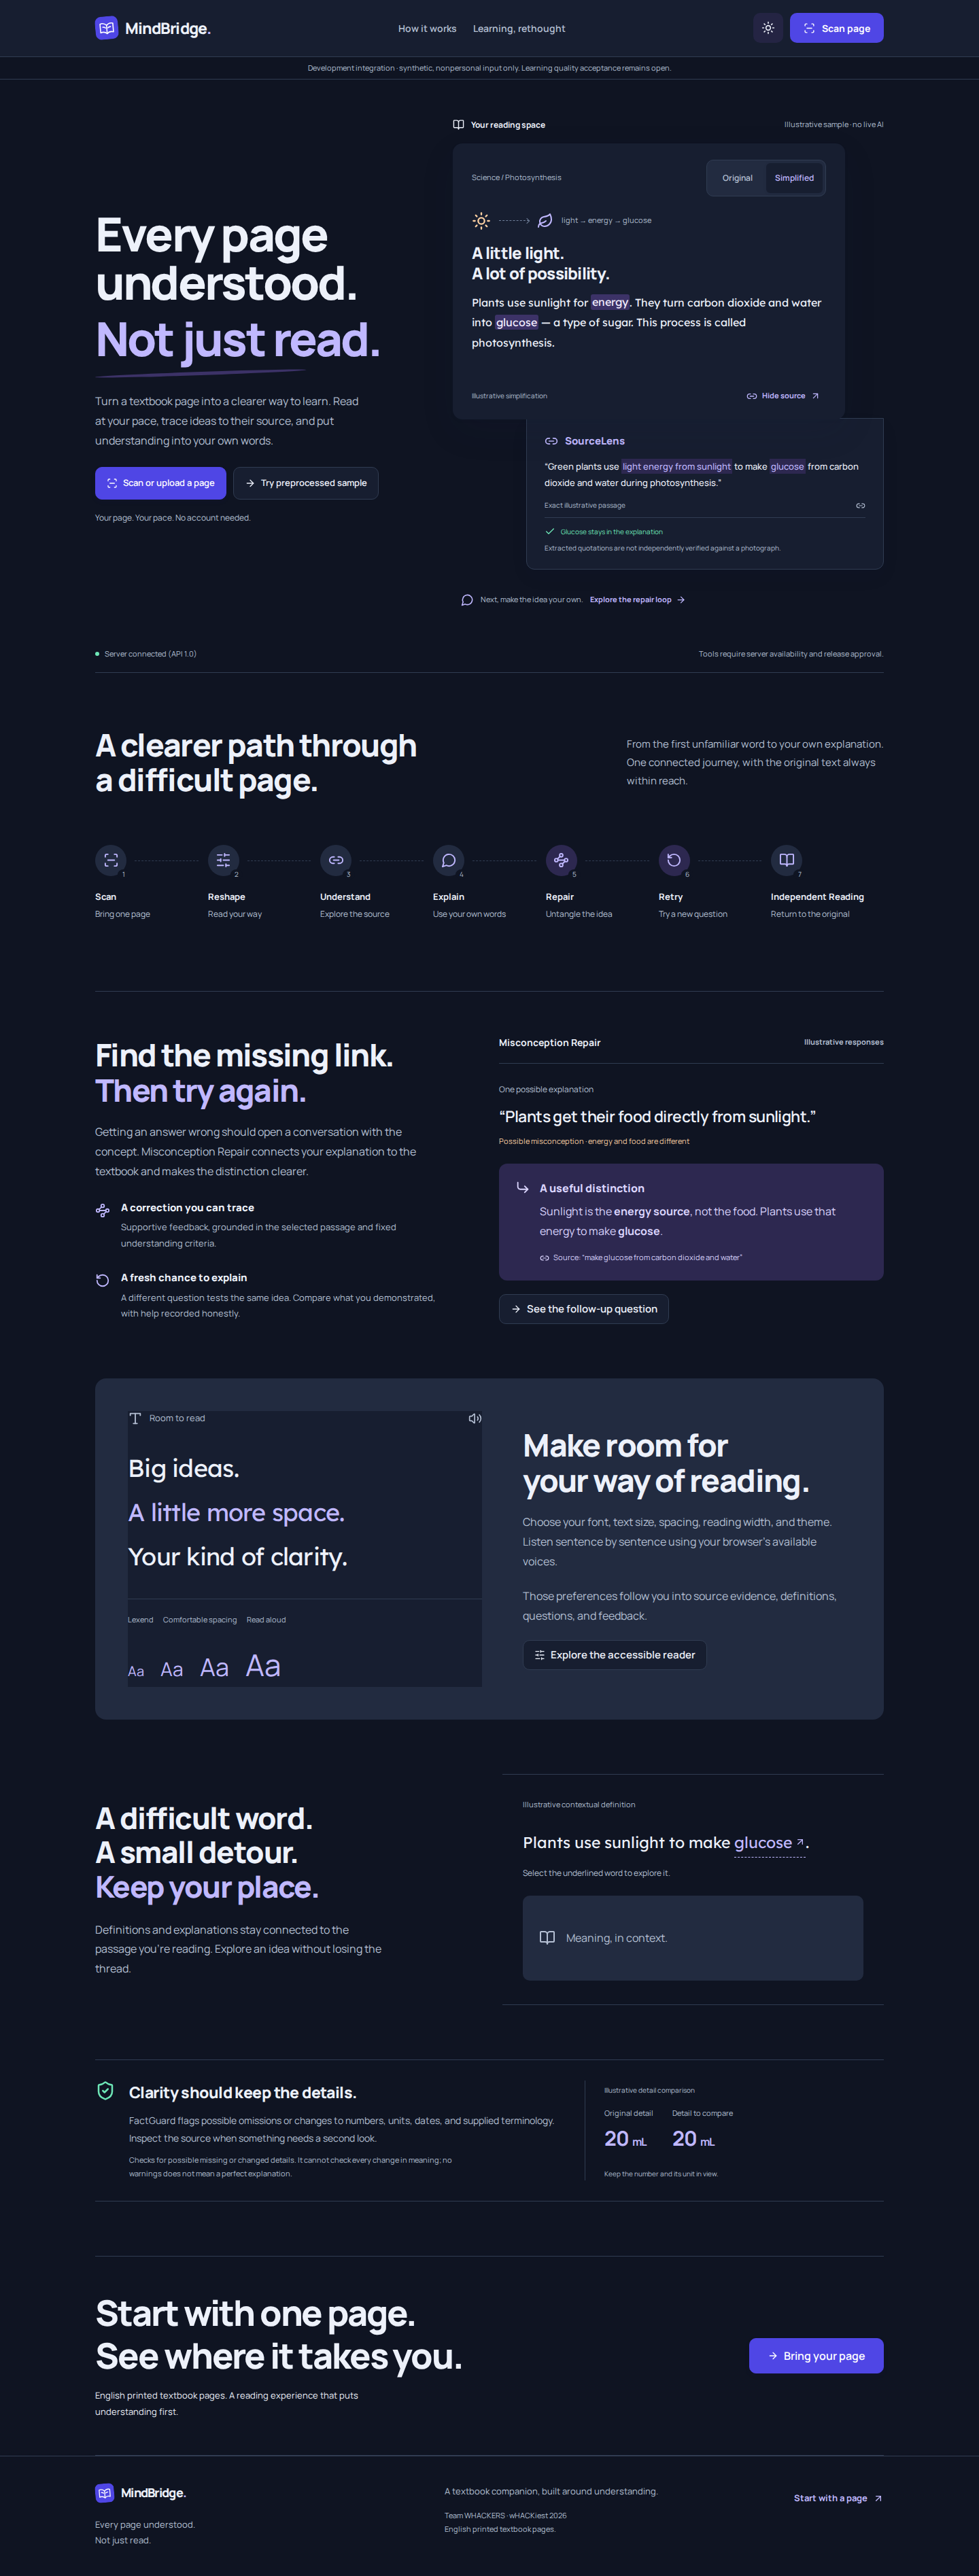 MindBridge.
How it works
Learning, rethought
Scan page
Development integration · synthetic, nonpersonal input only. Learning quality acceptance remains open.
Your reading space
Illustrative sample · no live AI
Science / Photosynthesis
Original
Simplified
light → energy → glucose
A little light.
A lot of possibility.
Plants use sunlight for energy. They turn carbon dioxide and water
into glucose — a type of sugar. This process is called
photosynthesis.
Illustrative simplification
Hide source
Every page
understood.
Not just read.
Turn a textbook page into a clearer way to learn. Read
at your pace, trace ideas to their source, and put
understanding into your own words.
Scan or upload a page
Try preprocessed sample
Your page. Your pace. No account needed.
SourceLens
“Green plants use light energy from sunlight to make glucose from carbon
dioxide and water during photosynthesis.”
Exact illustrative passage
Glucose stays in the explanation
Extracted quotations are not independently verified against a photograph.
Next, make the idea your own.
Explore the repair loop
Server connected (API 1.0)
Tools require server availability and release approval.
A clearer path through
a difficult page.
From the first unfamiliar word to your own explanation.
One connected journey, with the original text always
within reach.
1
Scan
Bring one page
2
Reshape
Read your way
3
Understand
Explore the source
4
Explain
Use your own words
5
Repair
Untangle the idea
6
Retry
Try a new question
7
Independent Reading
Return to the original
Find the missing link.
Then try again.
Getting an answer wrong should open a conversation with the
concept. Misconception Repair connects your explanation to the
textbook and makes the distinction clearer.
A correction you can trace
Supportive feedback, grounded in the selected passage and fixed
understanding criteria.
A fresh chance to explain
A different question tests the same idea. Compare what you demonstrated,
with help recorded honestly.
Misconception Repair
Illustrative responses
One possible explanation
“Plants get their food directly from sunlight.”
Possible misconception · energy and food are different
A useful distinction
Sunlight is the energy source, not the food. Plants use that
energy to make glucose.
Source: “make glucose from carbon dioxide and water”
See the follow-up question
Room to read
Big ideas.
A little more space.
Your kind of clarity.
Lexend
Comfortable spacing
Read aloud
Aa
Aa
Aa
Aa
Make room for
your way of reading.
Choose your font, text size, spacing, reading width, and theme.
Listen sentence by sentence using your browser’s available
voices.
Those preferences follow you into source evidence, definitions,
questions, and feedback.
Explore the accessible reader
A difficult word.
A small detour.
Keep your place.
Definitions and explanations stay connected to the
passage you’re reading. Explore an idea without losing the
thread.
Illustrative contextual definition
Plants use sunlight to make glucose.
Select the underlined word to explore it.
Meaning, in context.
Clarity should keep the details.
FactGuard flags possible omissions or changes to numbers, units, dates, and supplied terminology.
Inspect the source when something needs a second look.
Checks for possible missing or changed details. It cannot check every change in meaning; no
warnings does not mean a perfect explanation.
Illustrative detail comparison
Original detail
20 mL
Detail to compare
20 mL
Keep the number and its unit in view.
Start with one page.
See where it takes you.
English printed textbook pages. A reading experience that puts
understanding first.
Bring your page
MindBridge.
Every page understood.
Not just read.
A textbook companion, built around understanding.
Team WHACKERS · wHACKiest 2026
English printed textbook pages.
Start with a page